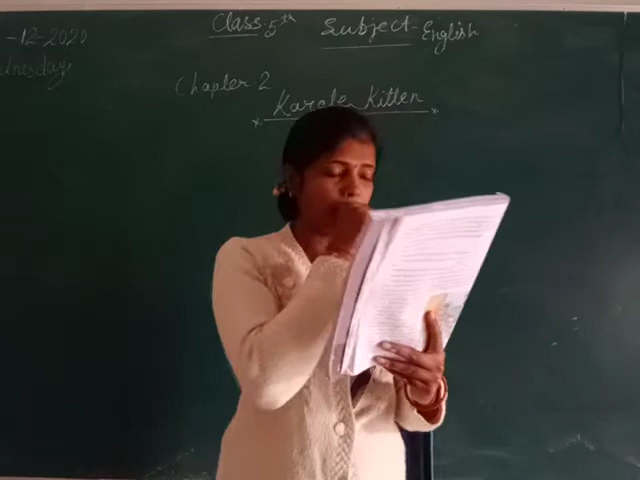 -12-2020
Class 5th Subject - English
dnesday
Chapter 2
Karate Kitten